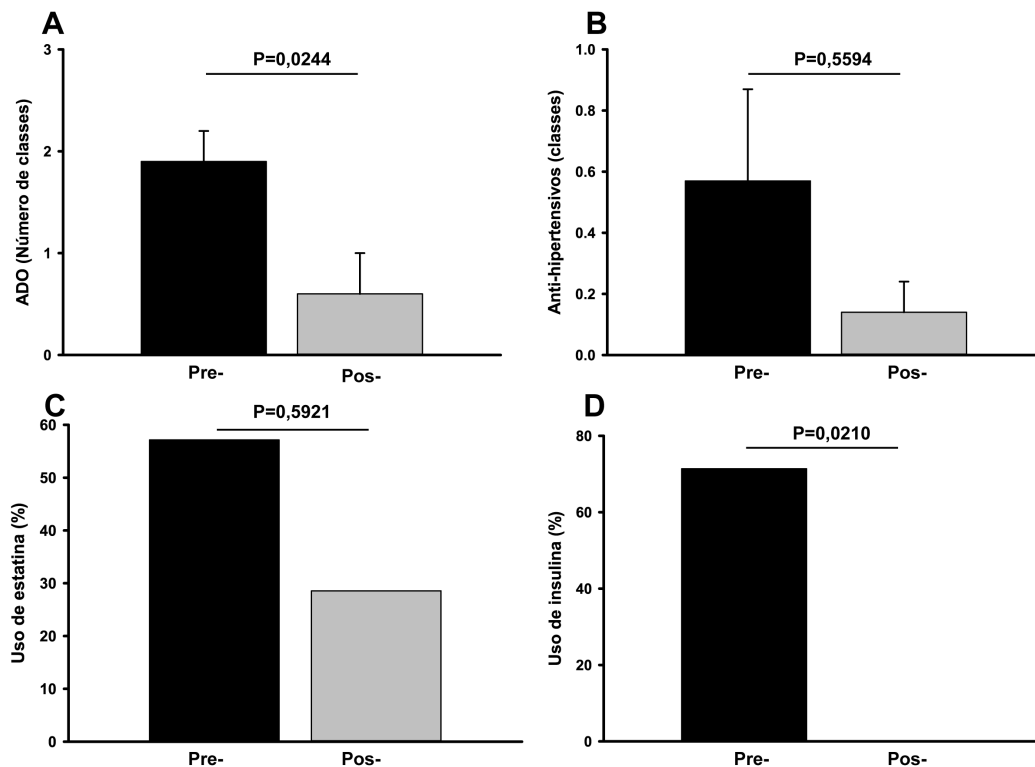 A
P=0,0244
ADO (Número de classes)
3
2
1
0
Pre-
Pos-
B
P=0,5594
Anti-hipertensivos (classes)
1.0
0.8
0.6
0.4
0.2
0.0
Pre-
Pos-
C
P=0,5921
Uso de estatina (%)
60
50
40
30
20
10
0
Pre-
Pos-
D
P=0,0210
Uso de insulina (%)
80
60
40
20
0
Pre-
Pos-